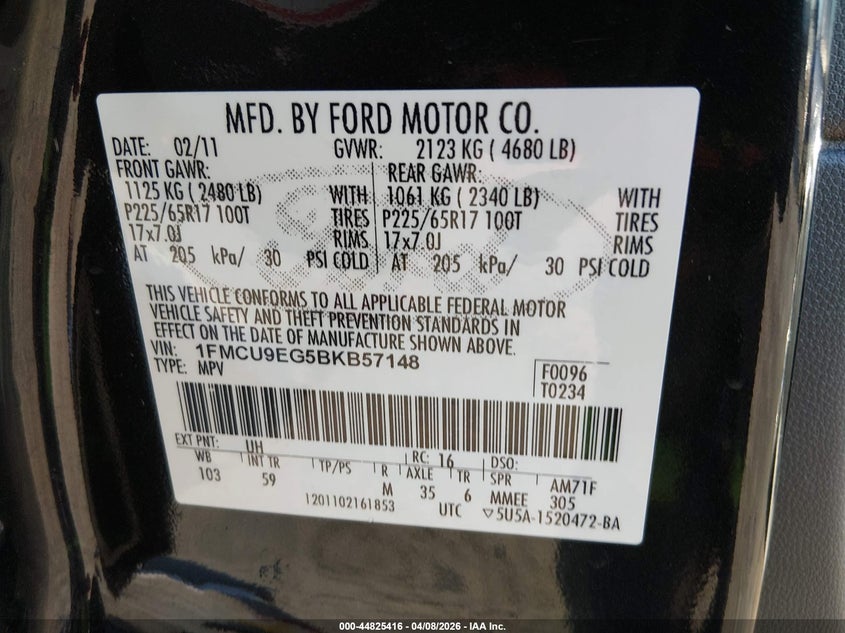 MFD. BY FORD MOTOR CO.
DATE: 02/11 GVWR: 2123 KG ( 4680 LB)
FRONT GAWR: REAR GAWR:
1125 KG ( 2480 LB) WITH 1061 KG ( 2340 LB) WITH
P225/65R17 100T TIRES P225/65R17 100T TIRES
17x7.0J RIMS 17x7.0J RIMS
AT 205 kPa/ 30 PSI COLD AT 205 kPa/ 30 PSI COLD
THIS VEHICLE CONFORMS TO ALL APPLICABLE FEDERAL MOTOR
VEHICLE SAFETY AND THEFT PREVENTION STANDARDS IN
EFFECT ON THE DATE OF MANUFACTURE SHOWN ABOVE.
VIN: 1FMCU9EG5BKB57148
TYPE: MPV F0096
T0234
EXT PNT: UH RC: 16 DSO:
WB INT TR TP/PS R AXLE TR SPR AM71F
103 59 M 35 6 MMEE 305
1201102161853 UTC ▽5U5A-1520472-BA
000-44825416 - 04/08/2026 - IAA Inc.